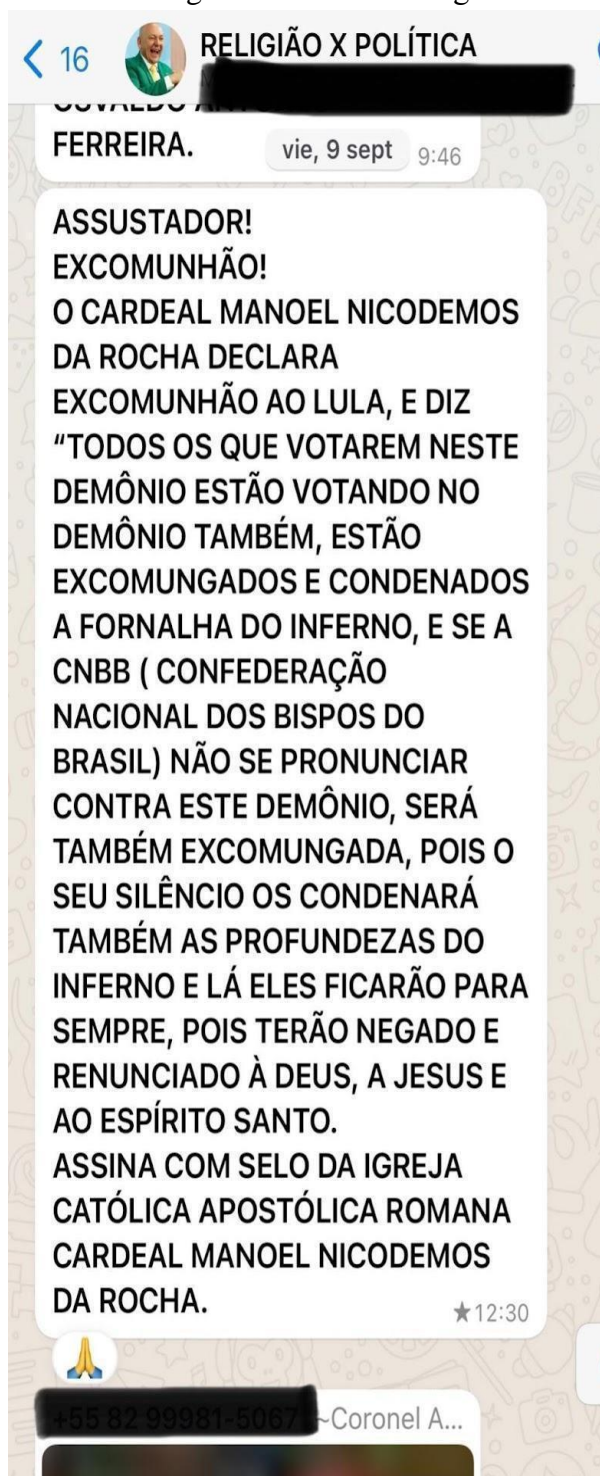 16
RELIGIÃO X POLÍTICA
FERREIRA.
vie, 9 sept
9:46
ASSUSTADOR!
EXCOMUNHÃO!
O CARDEAL MANOEL NICODEMOS
DA ROCHA DECLARA
EXCOMUNHÃO AO LULA, E DIZ
“TODOS OS QUE VOTAREM NESTE
DEMÔNIO ESTÃO VOTANDO NO
DEMÔNIO TAMBÉM, ESTÃO
EXCOMUNGADOS E CONDENADOS
A FORNALHA DO INFERNO, E SE A
CNBB ( CONFEDERAÇÃO
NACIONAL DOS BISPOS DO
BRASIL) NÃO SE PRONUNCIAR
CONTRA ESTE DEMÔNIO, SERÁ
TAMBÉM EXCOMUNGADA, POIS O
SEU SILÊNCIO OS CONDENARÁ
TAMBÉM AS PROFUNDEZAS DO
INFERNO E LÁ ELES FICARÃO PARA
SEMPRE, POIS TERÃO NEGADO E
RENUNCIADO À DEUS, A JESUS E
AO ESPÍRITO SANTO.
ASSINA COM SELO DA IGREJA
CATÓLICA APOSTÓLICA ROMANA
CARDEAL MANOEL NICODEMOS
DA ROCHA.
★12:30
~Coronel A...